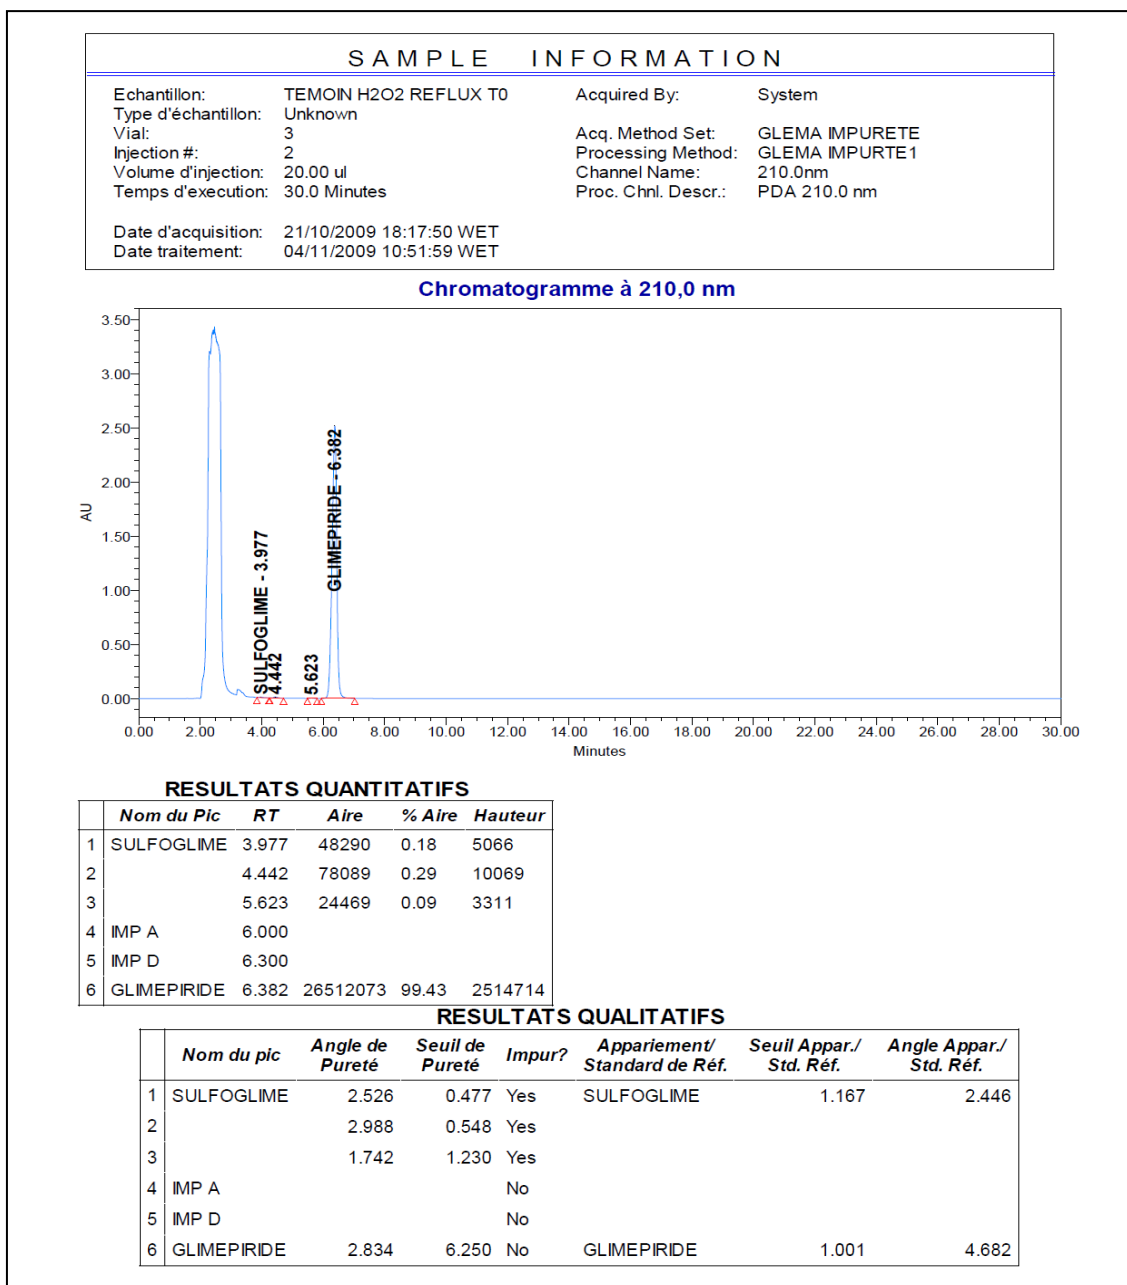 SAMPLE INFORMATION
Echantillon: TEMOIN H2O2 REFLUX T0 Acquired By: System
Type d'échantillon: Unknown
Vial: 3 Acq. Method Set: GLEMA IMPURETE
Injection #: 2 Processing Method: GLEMA IMPURTE1
Volume d'injection: 20.00 ul Channel Name: 210.0nm
Temps d'execution: 30.0 Minutes Proc. Chnl. Descr.: PDA 210.0 nm
Date d'acquisition: 21/10/2009 18:17:50 WET
Date traitement: 04/11/2009 10:51:59 WET
Chromatogramme à 210,0 nm
3.50
3.00
2.50
2.00
1.50
1.00
0.50
0.00
AU
SULFOGLIME - 3.977
4.442
5.623
GLIMEPIRIDE - 6.382
0.00 2.00 4.00 6.00 8.00 10.00 12.00 14.00 16.00 18.00 20.00 22.00 24.00 26.00 28.00 30.00
Minutes
RESULTATS QUANTITATIFS
Nom du Pic RT Aire % Aire Hauteur
1 SULFOGLIME 3.977 48290 0.18 5066
2 4.442 78089 0.29 10069
3 5.623 24469 0.09 3311
4 IMP A 6.000
5 IMP D 6.300
6 GLIMEPIRIDE 6.382 26512073 99.43 2514714
RESULTATS QUALITATIFS
Nom du pic Angle de Pureté Seuil de Pureté Impur? Appariement/ Standard de Réf. Seuil Appar./ Std. Réf. Angle Appar./ Std. Réf.
1 SULFOGLIME 2.526 0.477 Yes SULFOGLIME 1.167 2.446
2 2.988 0.548 Yes
3 1.742 1.230 Yes
4 IMP A No
5 IMP D No
6 GLIMEPIRIDE 2.834 6.250 No GLIMEPIRIDE 1.001 4.682